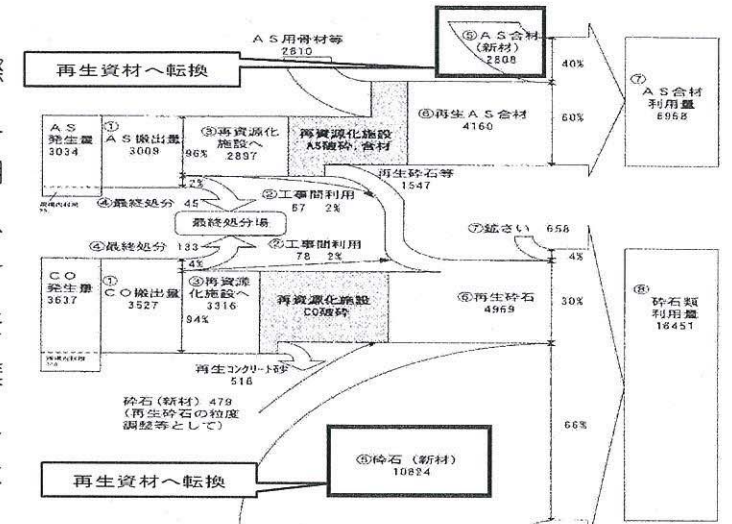 AS用骨材等
2610
⑤AS合材
(新材)
2808
再生資材へ転換
40%
⑦
AS合材
利用量
6968
⑥再生AS合材
4160
60%
AS
発生量
3034
①
AS搬出量
3009
96%
③再資源化
施設へ
2897
再資源化施設
AS破砕,合材
2%
再生砕石等
1547
④最終処分 45
②工事間利用
67 2%
最終処分場
⑦鉱さい 658
④最終処分 133
②工事間利用
78 2%
4%
4%
CO
発生量
3637
①
CO搬出量
3527
③再資源
化施設へ
3316
94%
再資源化施設
CO破砕
⑥再生砕石
4969
30%
⑧
砕石類
利用量
16451
再生コンクリート砂
516
砕石(新材) 479
(再生砕石の粒度
調整等として)
66%
⑤砕石(新材)
10824
再生資材へ転換